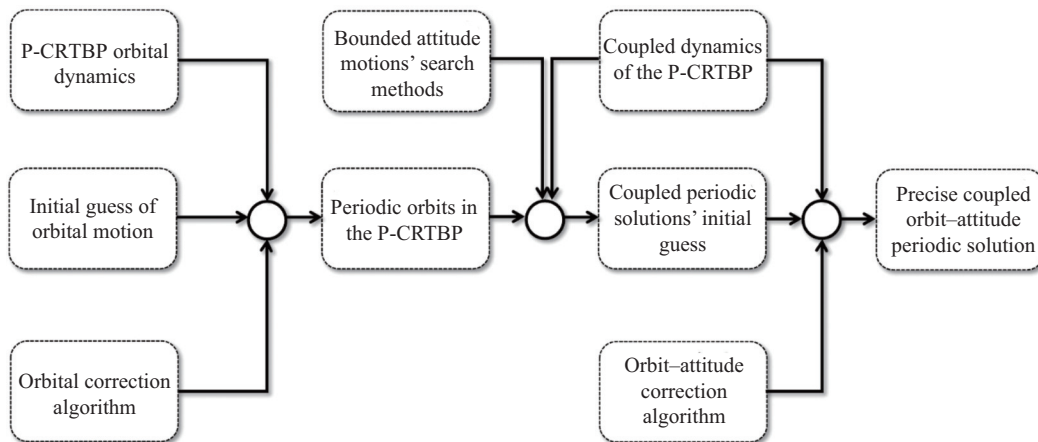 P-CRTBP orbital
dynamics
Bounded attitude
motions' search
methods
Coupled dynamics
of the P-CRTBP
Initial guess of
orbital motion
Periodic orbits in
the P-CRTBP
Coupled periodic
solutions' initial
guess
Precise coupled
orbit–attitude
periodic solution
Orbital correction
algorithm
Orbit–attitude
correction
algorithm